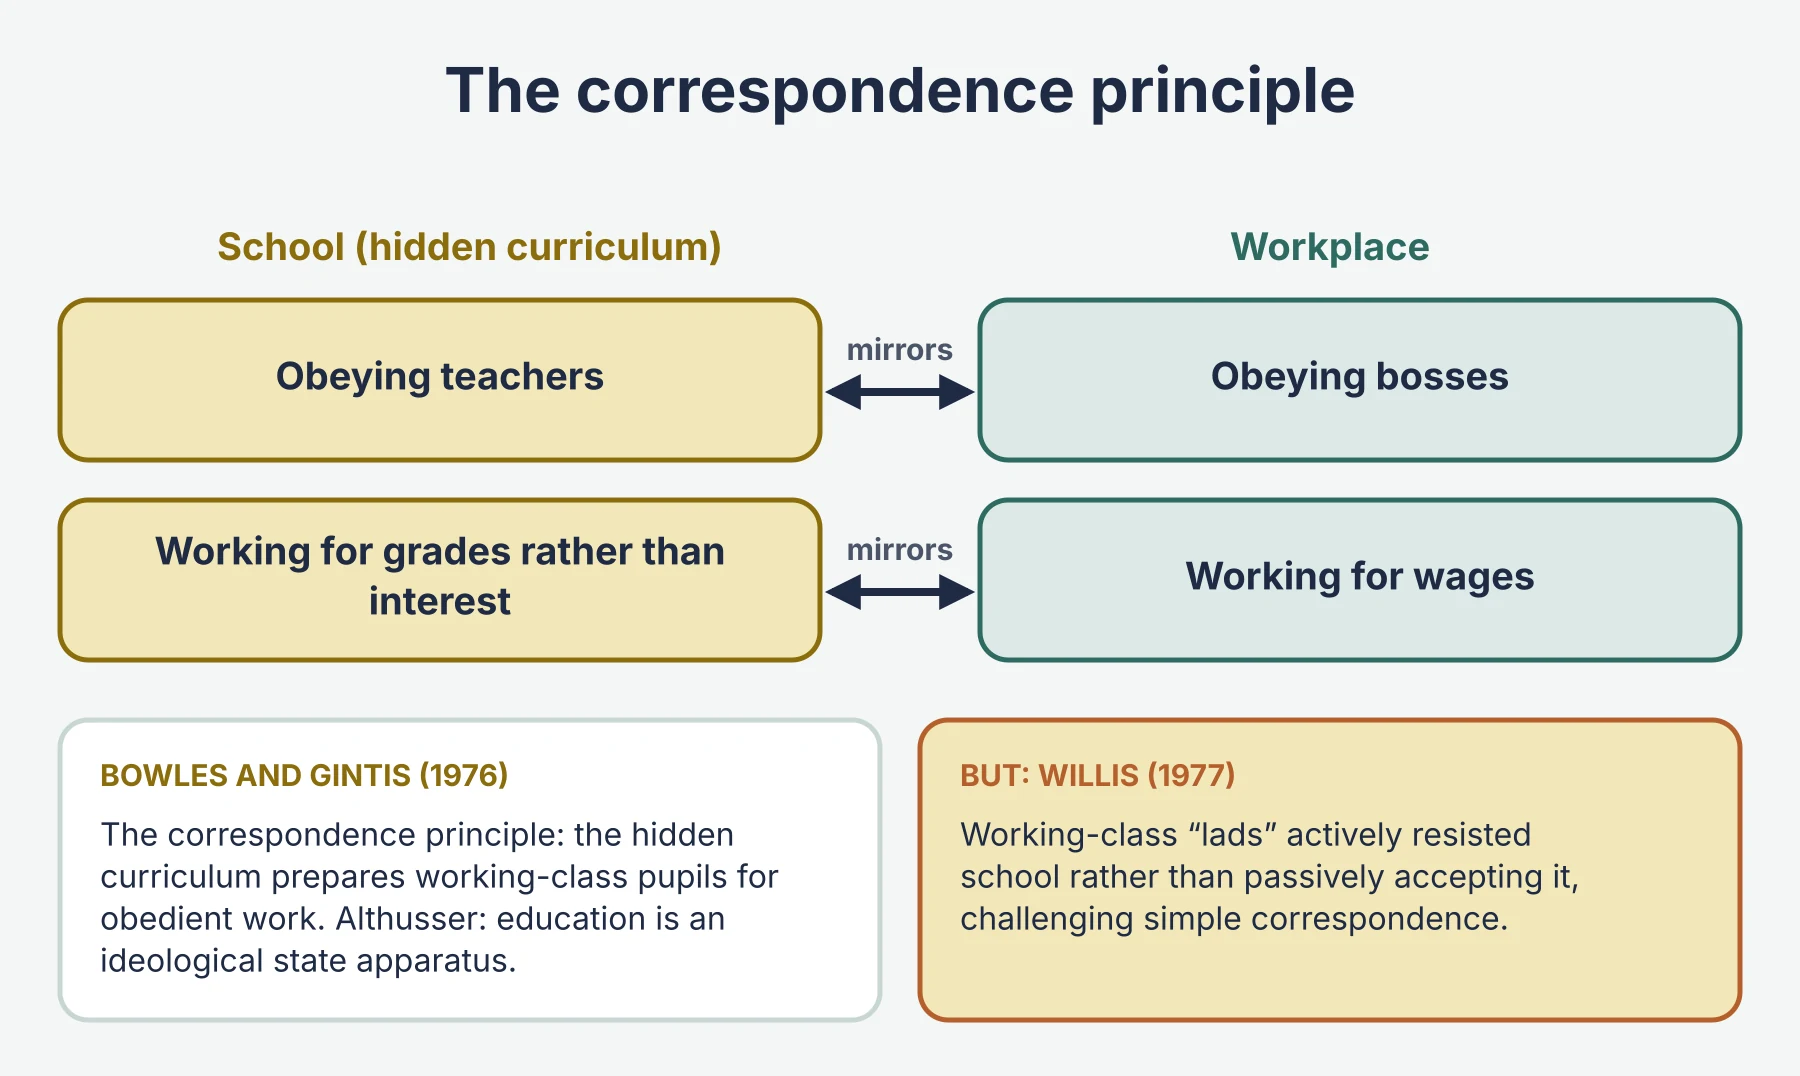 The correspondence principle
School (hidden curriculum)
Workplace
Obeying teachers
mirrors
Obeying bosses
Working for grades rather than
interest
mirrors
Working for wages
BOWLES AND GINTIS (1976)
The correspondence principle: the hidden
curriculum prepares working-class pupils for
obedient work. Althusser: education is an
ideological state apparatus.
BUT: WILLIS (1977)
Working-class “lads” actively resisted
school rather than passively accepting it,
challenging simple correspondence.